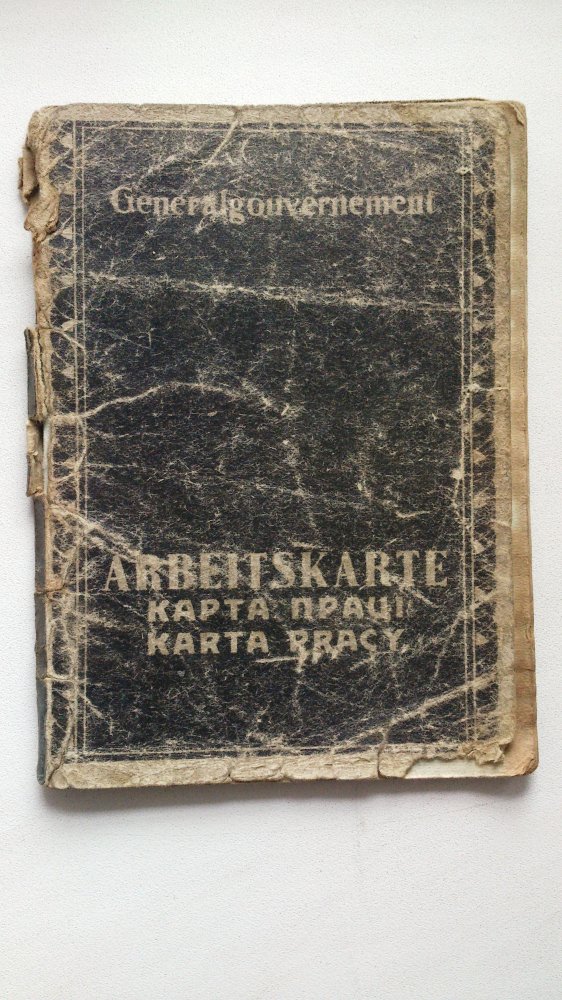 Generalgouvernement
ARBEITSKARTE
КАРТА ПРАЦІ
KARTA PRACY